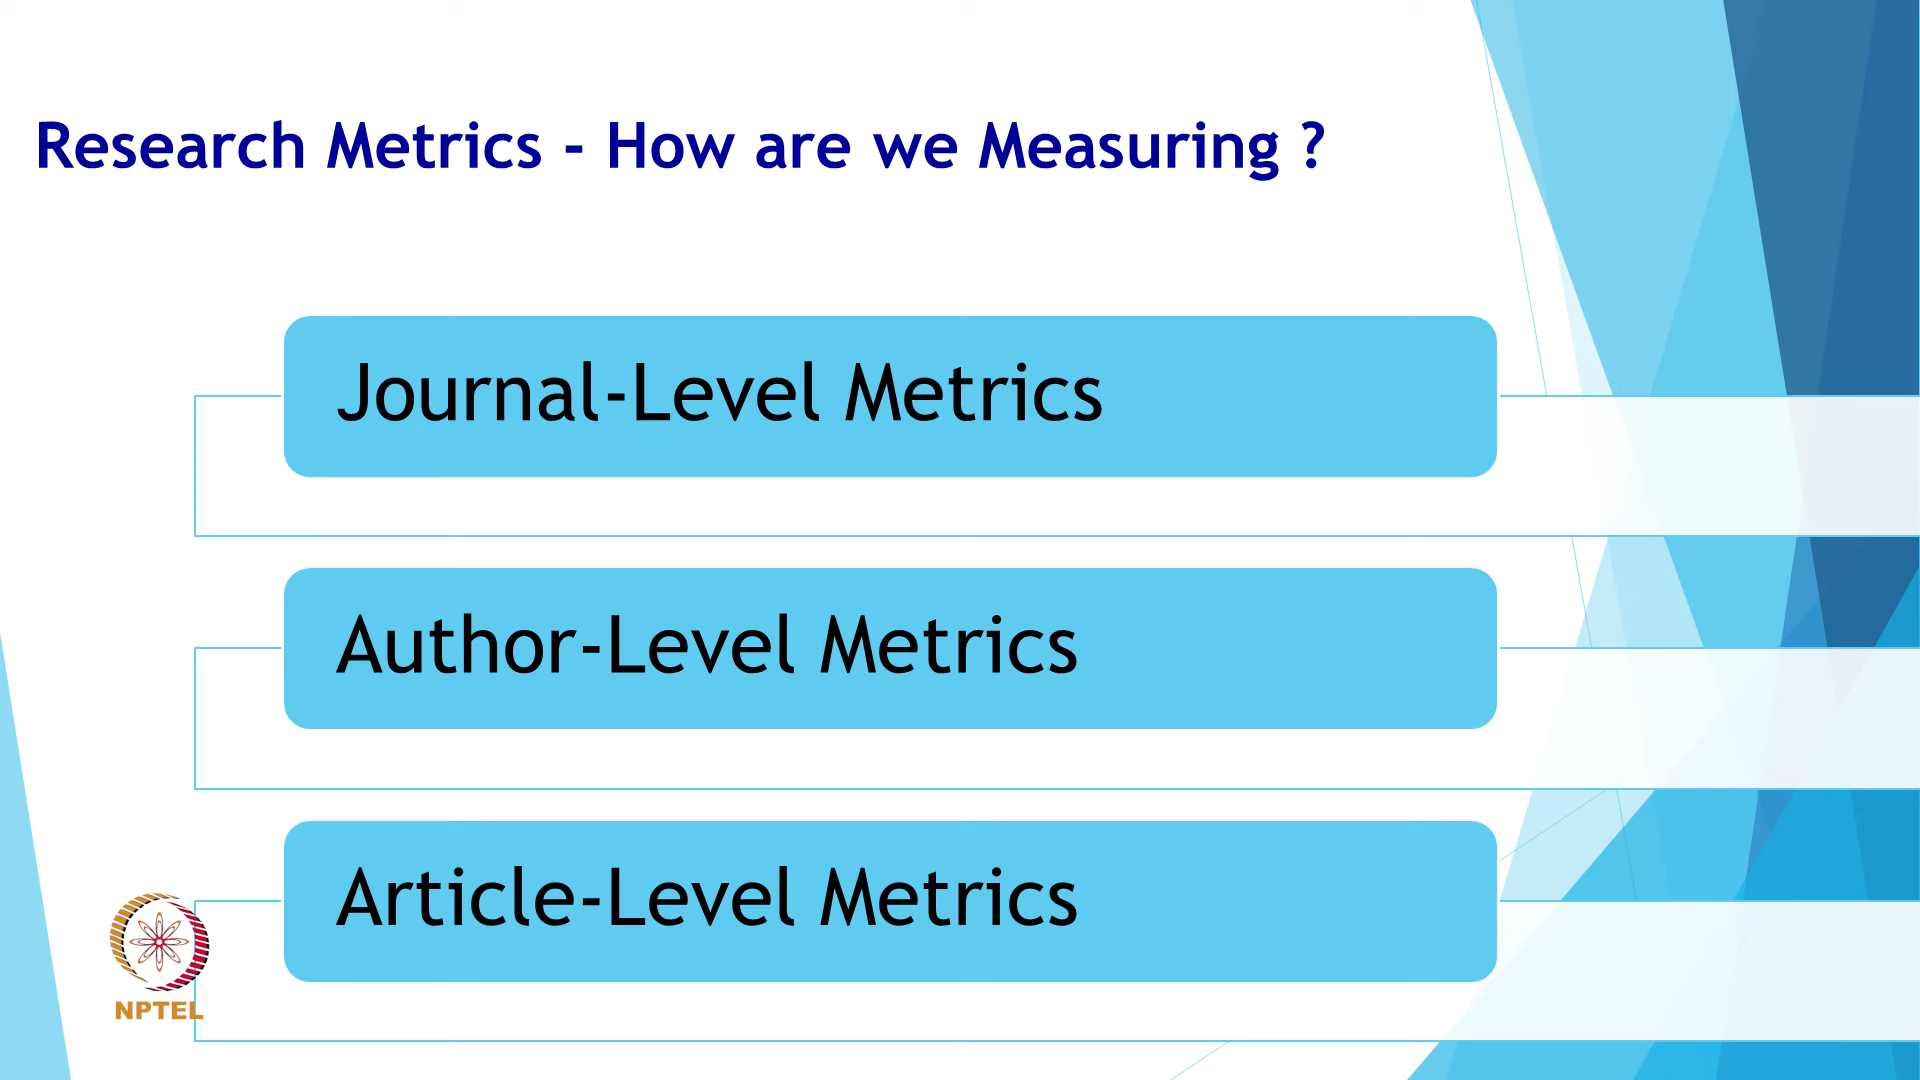 Research Metrics - How are we Measuring ?
Journal-Level Metrics
Author-Level Metrics
Article-Level Metrics
NPTEL